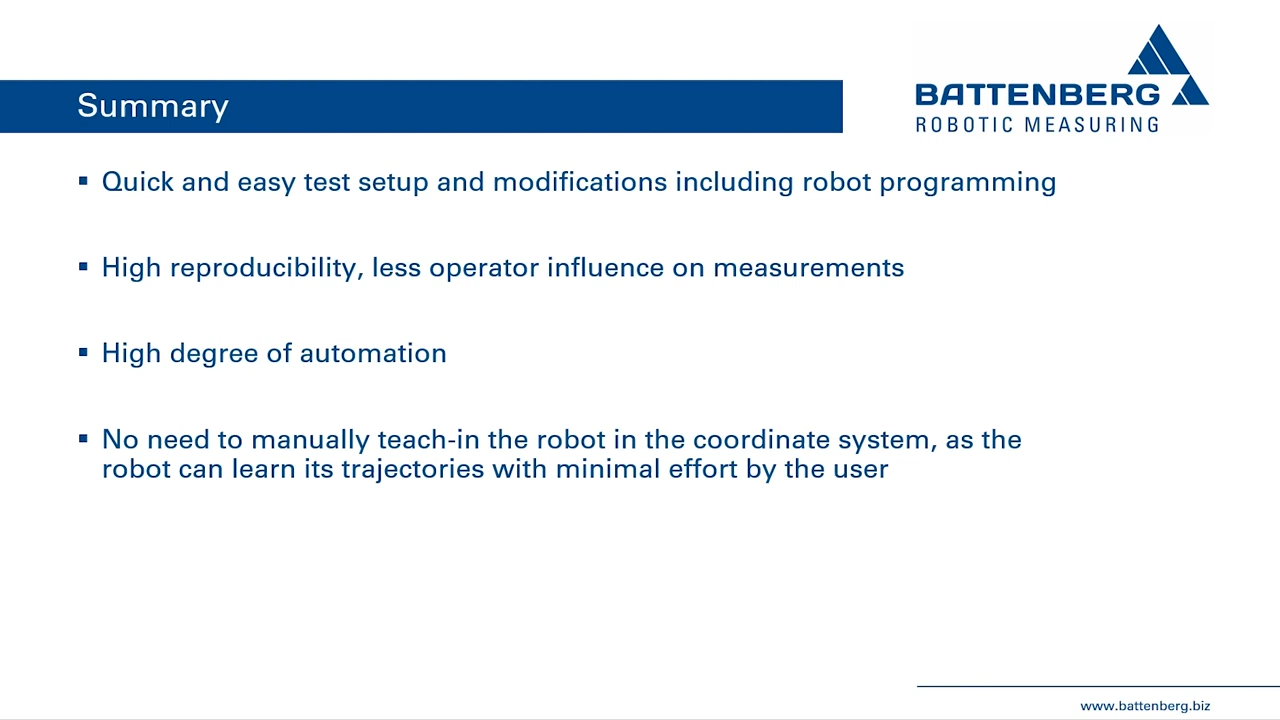 BATTENBERG
ROBOTIC MEASURING
Summary
▪ Quick and easy test setup and modifications including robot programming
▪ High reproducibility, less operator influence on measurements
▪ High degree of automation
▪ No need to manually teach-in the robot in the coordinate system, as the
robot can learn its trajectories with minimal effort by the user
www.battenberg.biz